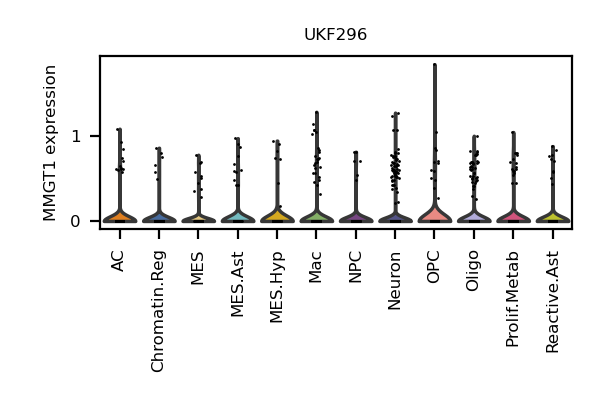 UKF296
MMGT1 expression
1
0
AC
Chromatin.Reg
MES
MES.Ast
MES.Hyp
Mac
NPC
Neuron
OPC
Oligo
Prolif.Metab
Reactive.Ast